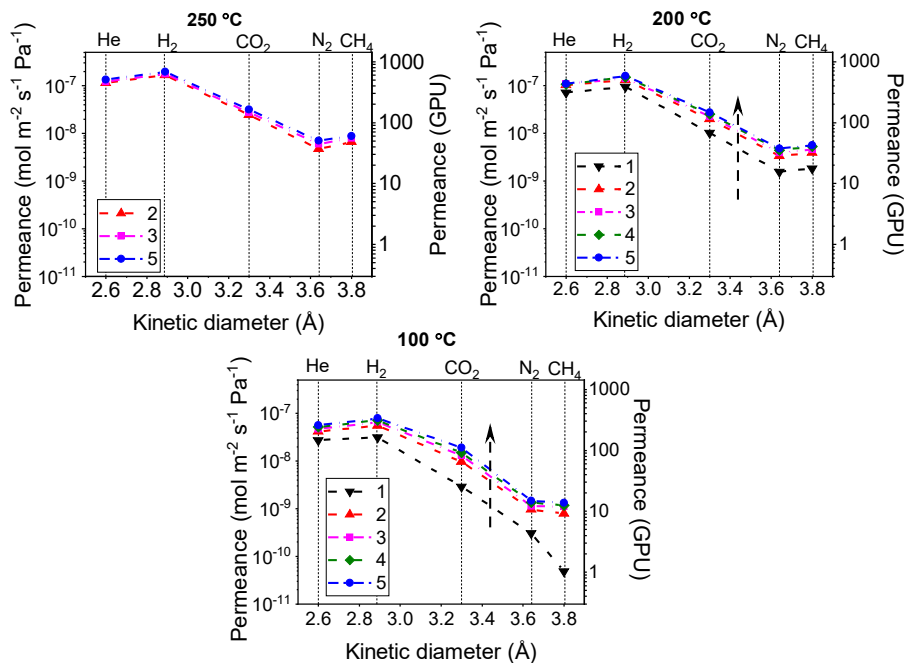 250 °C
He H₂ CO₂ N₂ CH₄
Permeance (mol m⁻² s⁻¹ Pa⁻¹)
10⁻⁷
10⁻⁸
10⁻⁹
10⁻¹⁰
10⁻¹¹
2
3
5
1000
100
10
1
Permeance (GPU)
2.6 2.8 3.0 3.2 3.4 3.6 3.8
Kinetic diameter (Å)
200 °C
He H₂ CO₂ N₂ CH₄
Permeance (mol m⁻² s⁻¹ Pa⁻¹)
10⁻⁷
10⁻⁸
10⁻⁹
10⁻¹⁰
10⁻¹¹
1
2
3
4
5
1000
100
10
1
Permeance (GPU)
2.6 2.8 3.0 3.2 3.4 3.6 3.8
Kinetic diameter (Å)
100 °C
He H₂ CO₂ N₂ CH₄
Permeance (mol m⁻² s⁻¹ Pa⁻¹)
10⁻⁷
10⁻⁸
10⁻⁹
10⁻¹⁰
10⁻¹¹
1
2
3
4
5
1000
100
10
1
Permeance (GPU)
2.6 2.8 3.0 3.2 3.4 3.6 3.8
Kinetic diameter (Å)